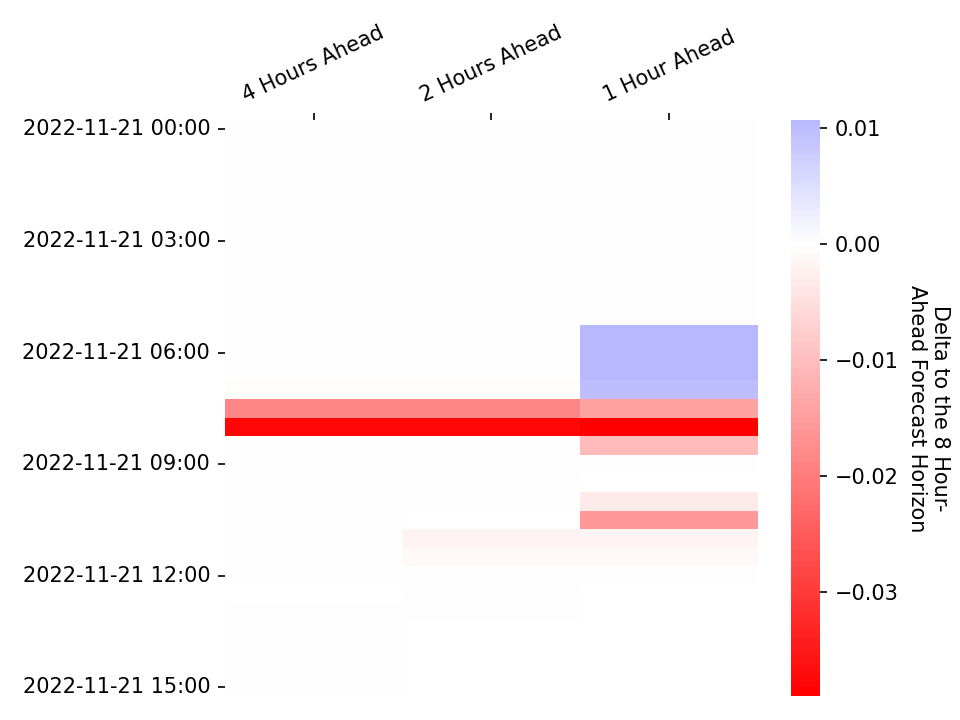 4 Hours Ahead
2 Hours Ahead
1 Hour Ahead
2022-11-21 00:00
2022-11-21 03:00
2022-11-21 06:00
2022-11-21 09:00
2022-11-21 12:00
2022-11-21 15:00
0.01
0.00
−0.01
−0.02
−0.03
Delta to the 8 Hour-
Ahead Forecast Horizon